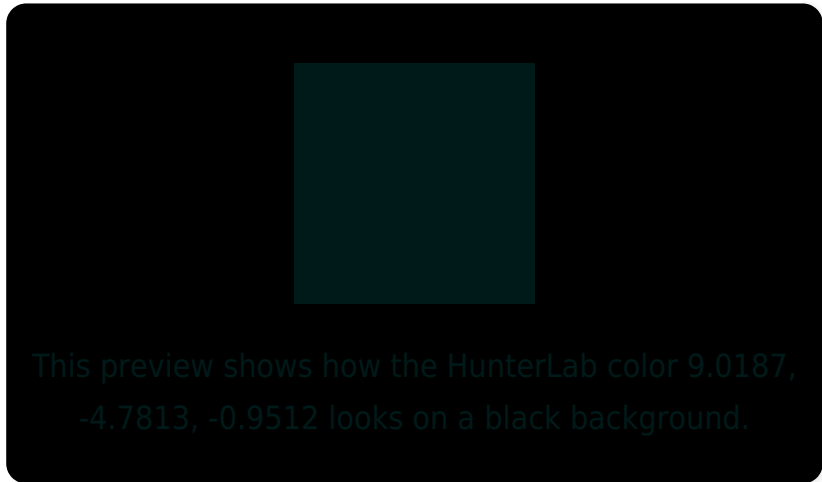 This preview shows how the HunterLab color 9.0187,
-4.7813, -0.9512 looks on a black background.